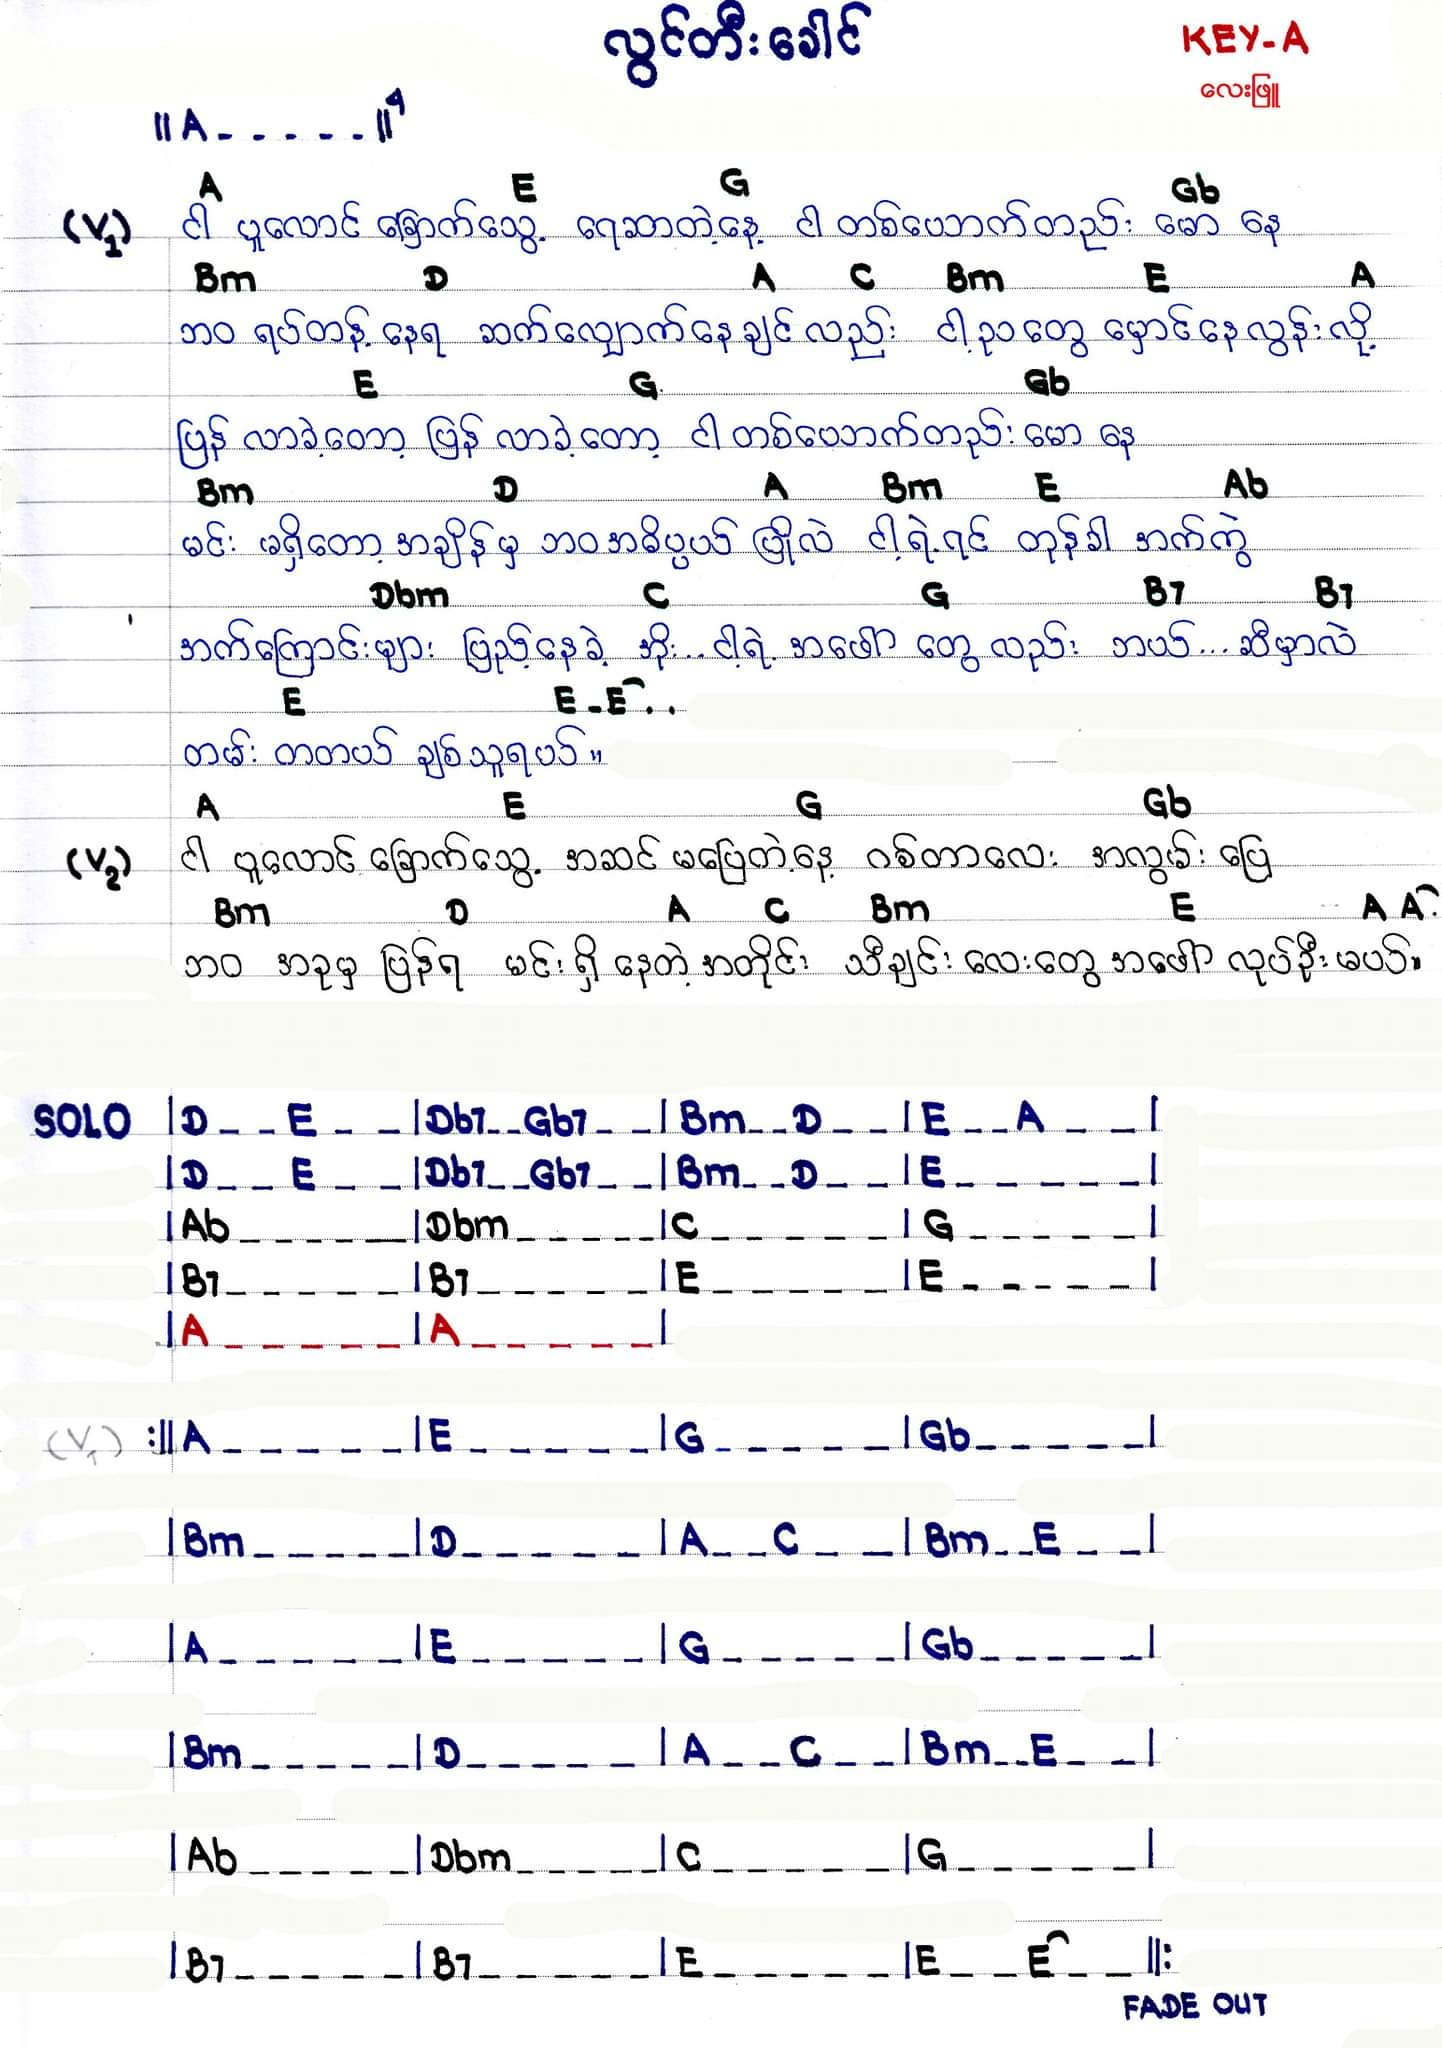 လွင်တီးခေါင်
KEY-A
လေးဖြူ
||A - - - - - ||4
A E G Gb
(V1) ငါ ပူလောင် ခြောက်သွေ့ ရေဆာတဲ့နေ့ ငါ တစ်ယောက်တည်း မော နေ
Bm D A C Bm E A
ဘဝ ရပ်တန့် နေရ ဆက်လျှောက်နေချင် လည်း ငါ့ဥာတွေ မှောင်နေလွန်းလို့
E G Gb
ပြန် လာခဲ့တော့ ပြန် လာခဲ့တော့ ငါ တစ်ယောက်တည်း မော နေ
Bm D A Bm E Ab
မင်း မရှိတော့ အချိန်မှ ဘဝအဓိပ္ပယ် ပြိုလဲ ငါ့ရဲ့ရင် တုန်ခါ အက်ကွဲ
Dbm C G B7 B7
အက်ကြောင်းများ ပြည့်နေခဲ့ အိုး.. ငါ့ရဲ့ အဖော် တွေ လည်း ဘယ်...ဆီမှာလဲ
E E - E . .
တမ်း တတယ် ချစ်သူရယ်။
A E G Gb
(V2) ငါ ပူလောင် ခြောက်သွေ့ အဆင် မပြေတဲ့နေ့ ဂစ်တာလေး အလွမ်း ပြေ
Bm D A C Bm E A A
ဘဝ အခုမှ ပြန်ရ မင်းရှိ နေတဲ့ အတိုင်း သီချင်း လေးတွေ အဖော် လုပ်ဦးမယ်။
SOLO |D _ _ E _ _|Db7 _ _ Gb7 _ _|Bm _ _ D _ _|E _ _ A _ _|
|D _ _ E _ _|Db7 _ _ Gb7 _ _|Bm _ _ D _ _|E _ _ _ _ _|
|Ab _ _ _ _ _|Dbm _ _ _ _ _|C _ _ _ _ _|G _ _ _ _ _|
|B7 _ _ _ _ _|B7 _ _ _ _ _|E _ _ _ _ _|E _ _ _ _ _|
|A _ _ _ _ _|A _ _ _ _ _|
(V1) :||A _ _ _ _ _|E _ _ _ _ _|G _ _ _ _ _|Gb _ _ _ _ _|
|Bm _ _ _ _ _|D _ _ _ _ _|A _ _ C _ _|Bm _ _ E _ _|
|A _ _ _ _ _|E _ _ _ _ _|G _ _ _ _ _|Gb _ _ _ _ _|
|Bm _ _ _ _ _|D _ _ _ _ _|A _ _ C _ _|Bm _ _ E _ _|
|Ab _ _ _ _ _|Dbm _ _ _ _ _|C _ _ _ _ _|G _ _ _ _ _|
|B7 _ _ _ _ _|B7 _ _ _ _ _|E _ _ _ _ _|E _ _ E _ _||:
FADE OUT